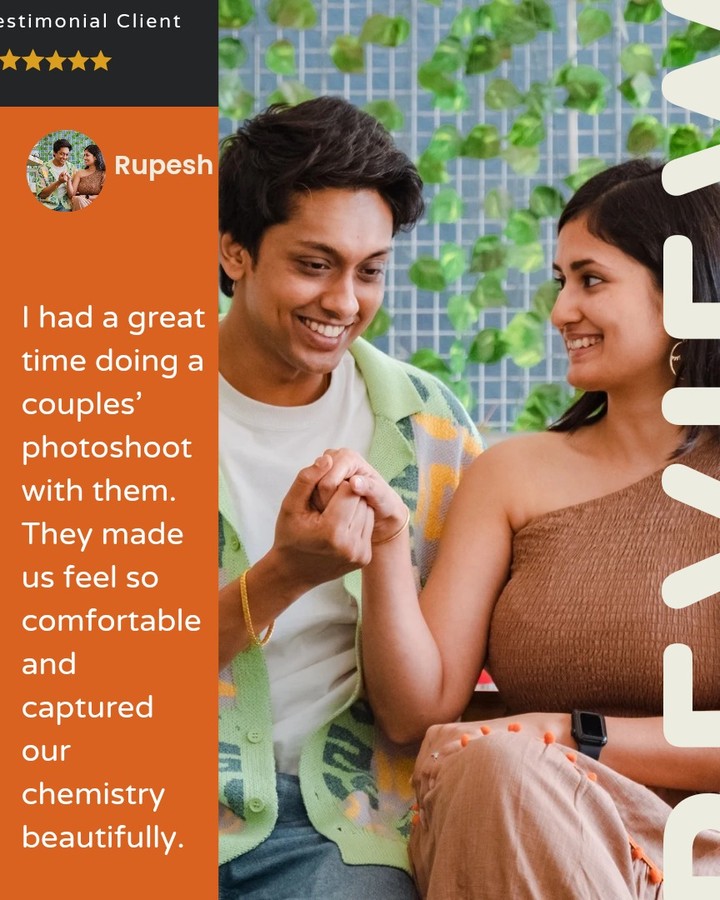 estimonial Client
Rupesh
I had a great
time doing a
couples’
photoshoot
with them.
They made
us feel so
comfortable
and
captured
our
chemistry
beautifully.
REVIEW